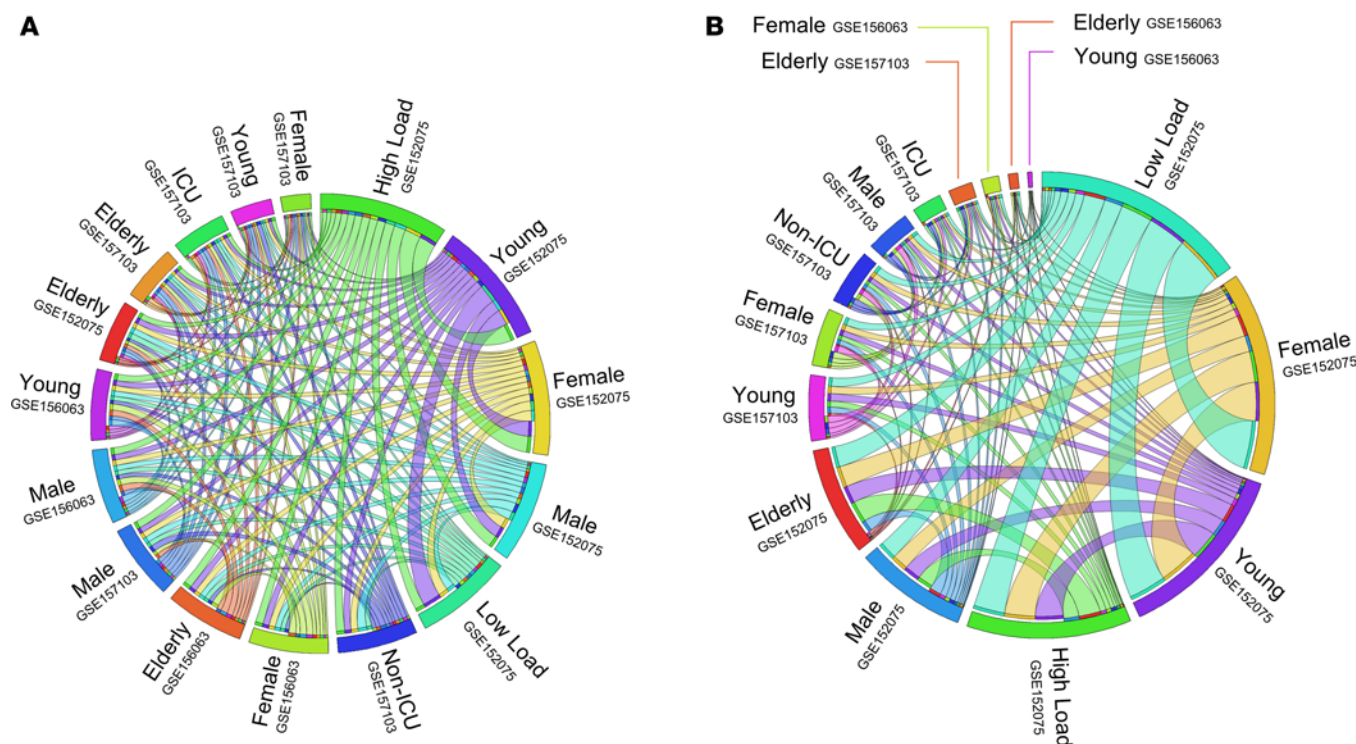 A
High Load
GSE152075
Young
GSE152075
Female
GSE152075
Male
GSE152075
Low Load
GSE152075
Non-ICU
GSE157103
Female
GSE156063
Elderly
GSE156063
Male
GSE157103
Male
GSE156063
Young
GSE156063
Elderly
GSE152075
Elderly
GSE157103
ICU
GSE157103
Young
GSE157103
Female
GSE157103
B
Female GSE156063
Elderly GSE157103
Elderly GSE156063
Young GSE156063
Low Load
GSE152075
Female
GSE152075
Young
GSE152075
High Load
GSE152075
Male
GSE152075
Elderly
GSE152075
Young
GSE157103
Female
GSE157103
Non-ICU
GSE157103
Male
GSE157103
ICU
GSE157103